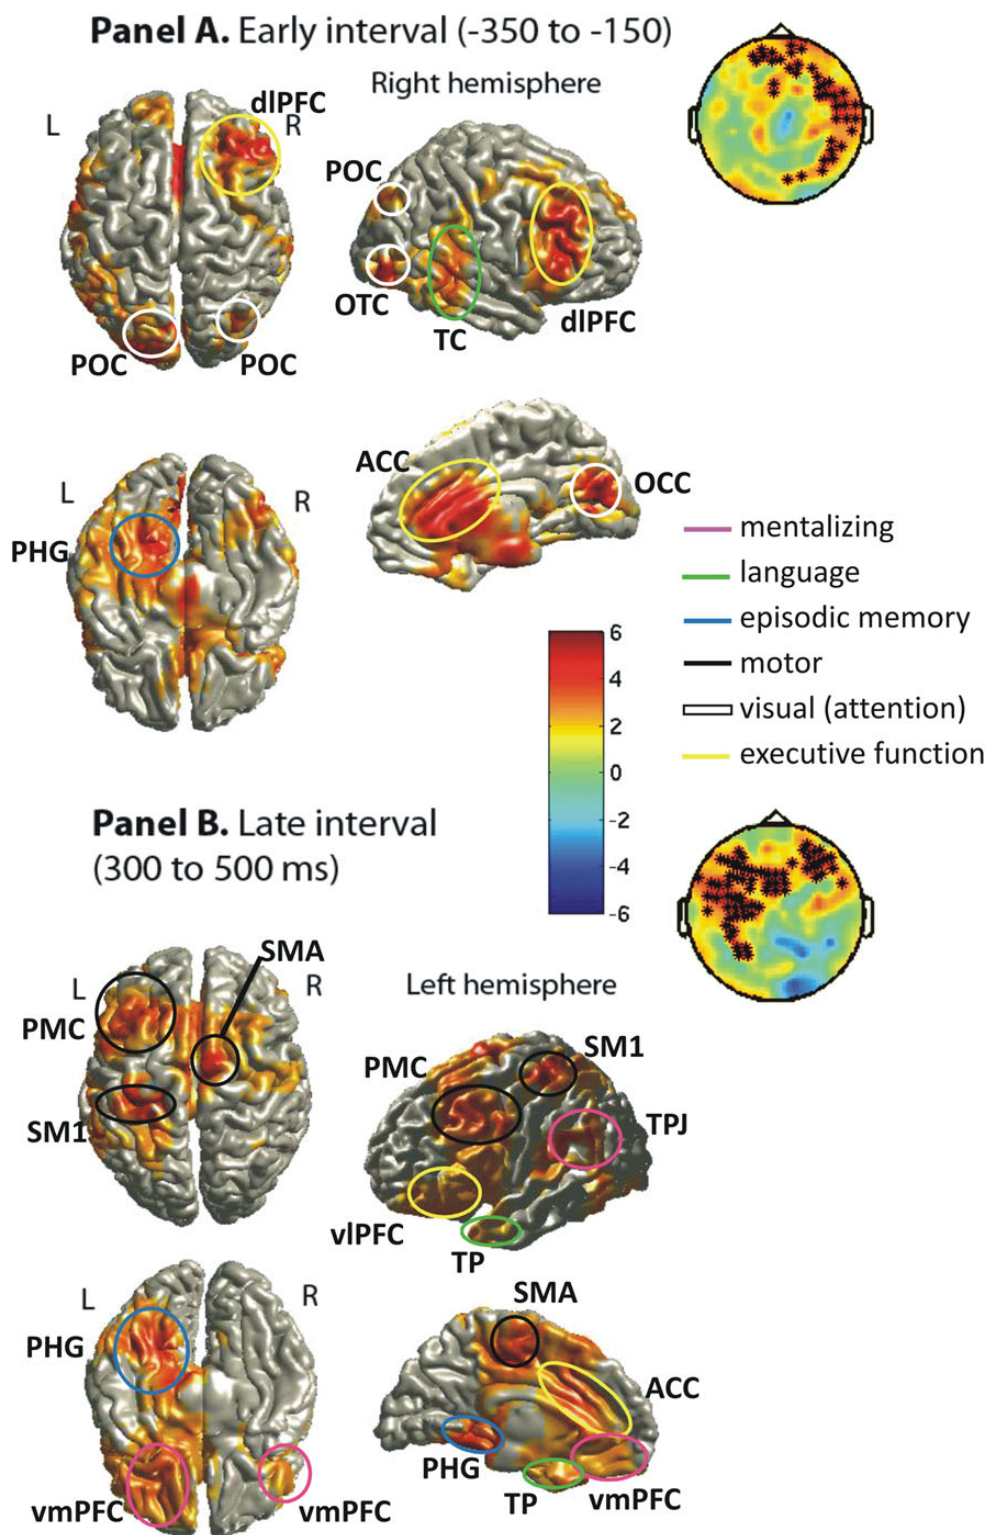 Panel A. Early interval (-350 to -150)
Right hemisphere
L
dlPFC
R
POC
OTC
TC
dlPFC
POC
POC
ACC
OCC
L
R
PHG
mentalizing
language
episodic memory
motor
visual (attention)
executive function
6
4
2
0
-2
-4
-6
Panel B. Late interval
(300 to 500 ms)
SMA
L
R
Left hemisphere
PMC
SM1
PMC
SM1
TPJ
vlPFC
TP
L
R
SMA
PHG
ACC
PHG
TP
vmPFC
vmPFC
vmPFC